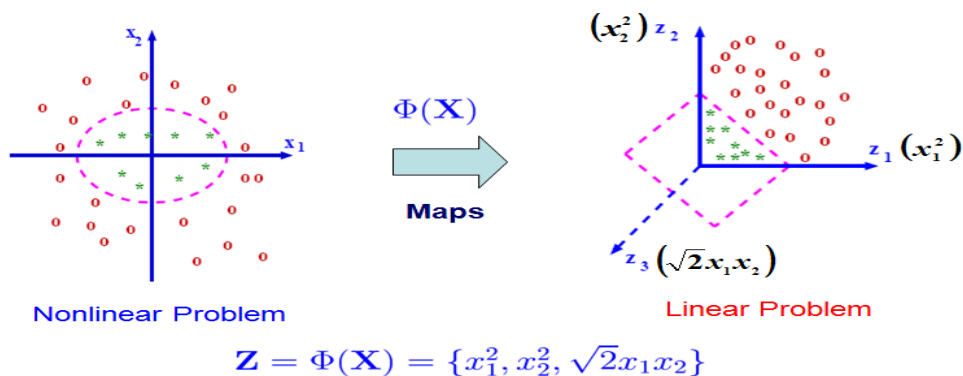 x₂
x₁
Nonlinear Problem
Φ(X)
Maps
(x₂²) z₂
z₁ (x₁²)
z₃ (√2x₁x₂)
Linear Problem
Z = Φ(X) = {x₁², x₂², √2x₁x₂}